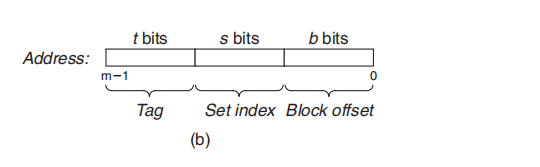 t bits s bits b bits
Address:
m−1 0
Tag Set index Block offset
(b)